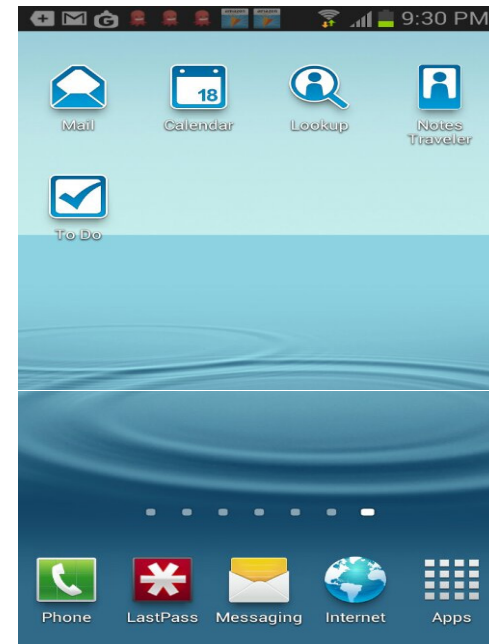 9:30 PM
18
Mail Calendar Lookup Notes Traveler
To Do
Phone LastPass Messaging Internet Apps